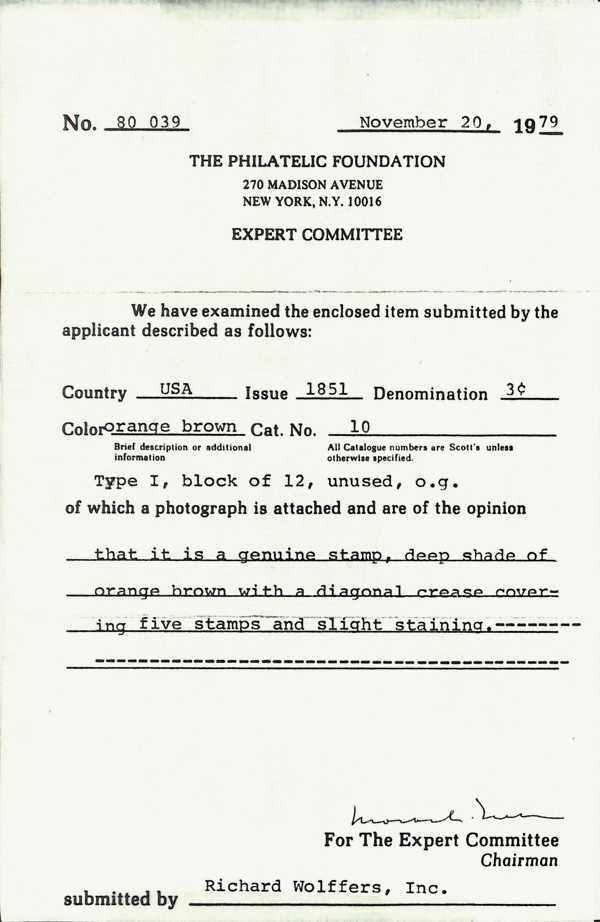 No. 80 039 November 20, 1979
THE PHILATELIC FOUNDATION
270 MADISON AVENUE
NEW YORK, N.Y. 10016
EXPERT COMMITTEE
We have examined the enclosed item submitted by the
applicant described as follows:
Country USA Issue 1851 Denomination 3¢
Color orange brown Cat. No. 10
Brief description or additional information
All Catalogue numbers are Scott's unless otherwise specified.
Type I, block of 12, unused, o.g.
of which a photograph is attached and are of the opinion
that it is a genuine stamp, deep shade of
orange brown with a diagonal crease cover-
ing five stamps and slight staining.--------
For The Expert Committee
Chairman
submitted by Richard Wolffers, Inc.